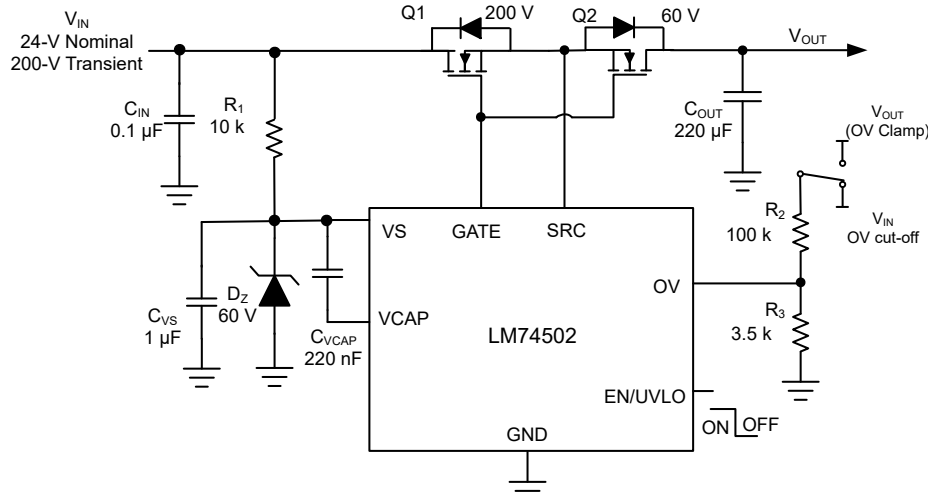 V_IN
24-V Nominal
200-V Transient
Q1
200 V
Q2
60 V
V_OUT
C_IN
0.1 µF
R_1
10 k
C_OUT
220 µF
V_OUT
(OV Clamp)
V_IN
OV cut-off
R_2
100 k
R_3
3.5 k
VS
GATE
SRC
OV
VCAP
LM74502
EN/UVLO
GND
ON
OFF
D_Z
60 V
C_VS
1 µF
C_VCAP
220 nF